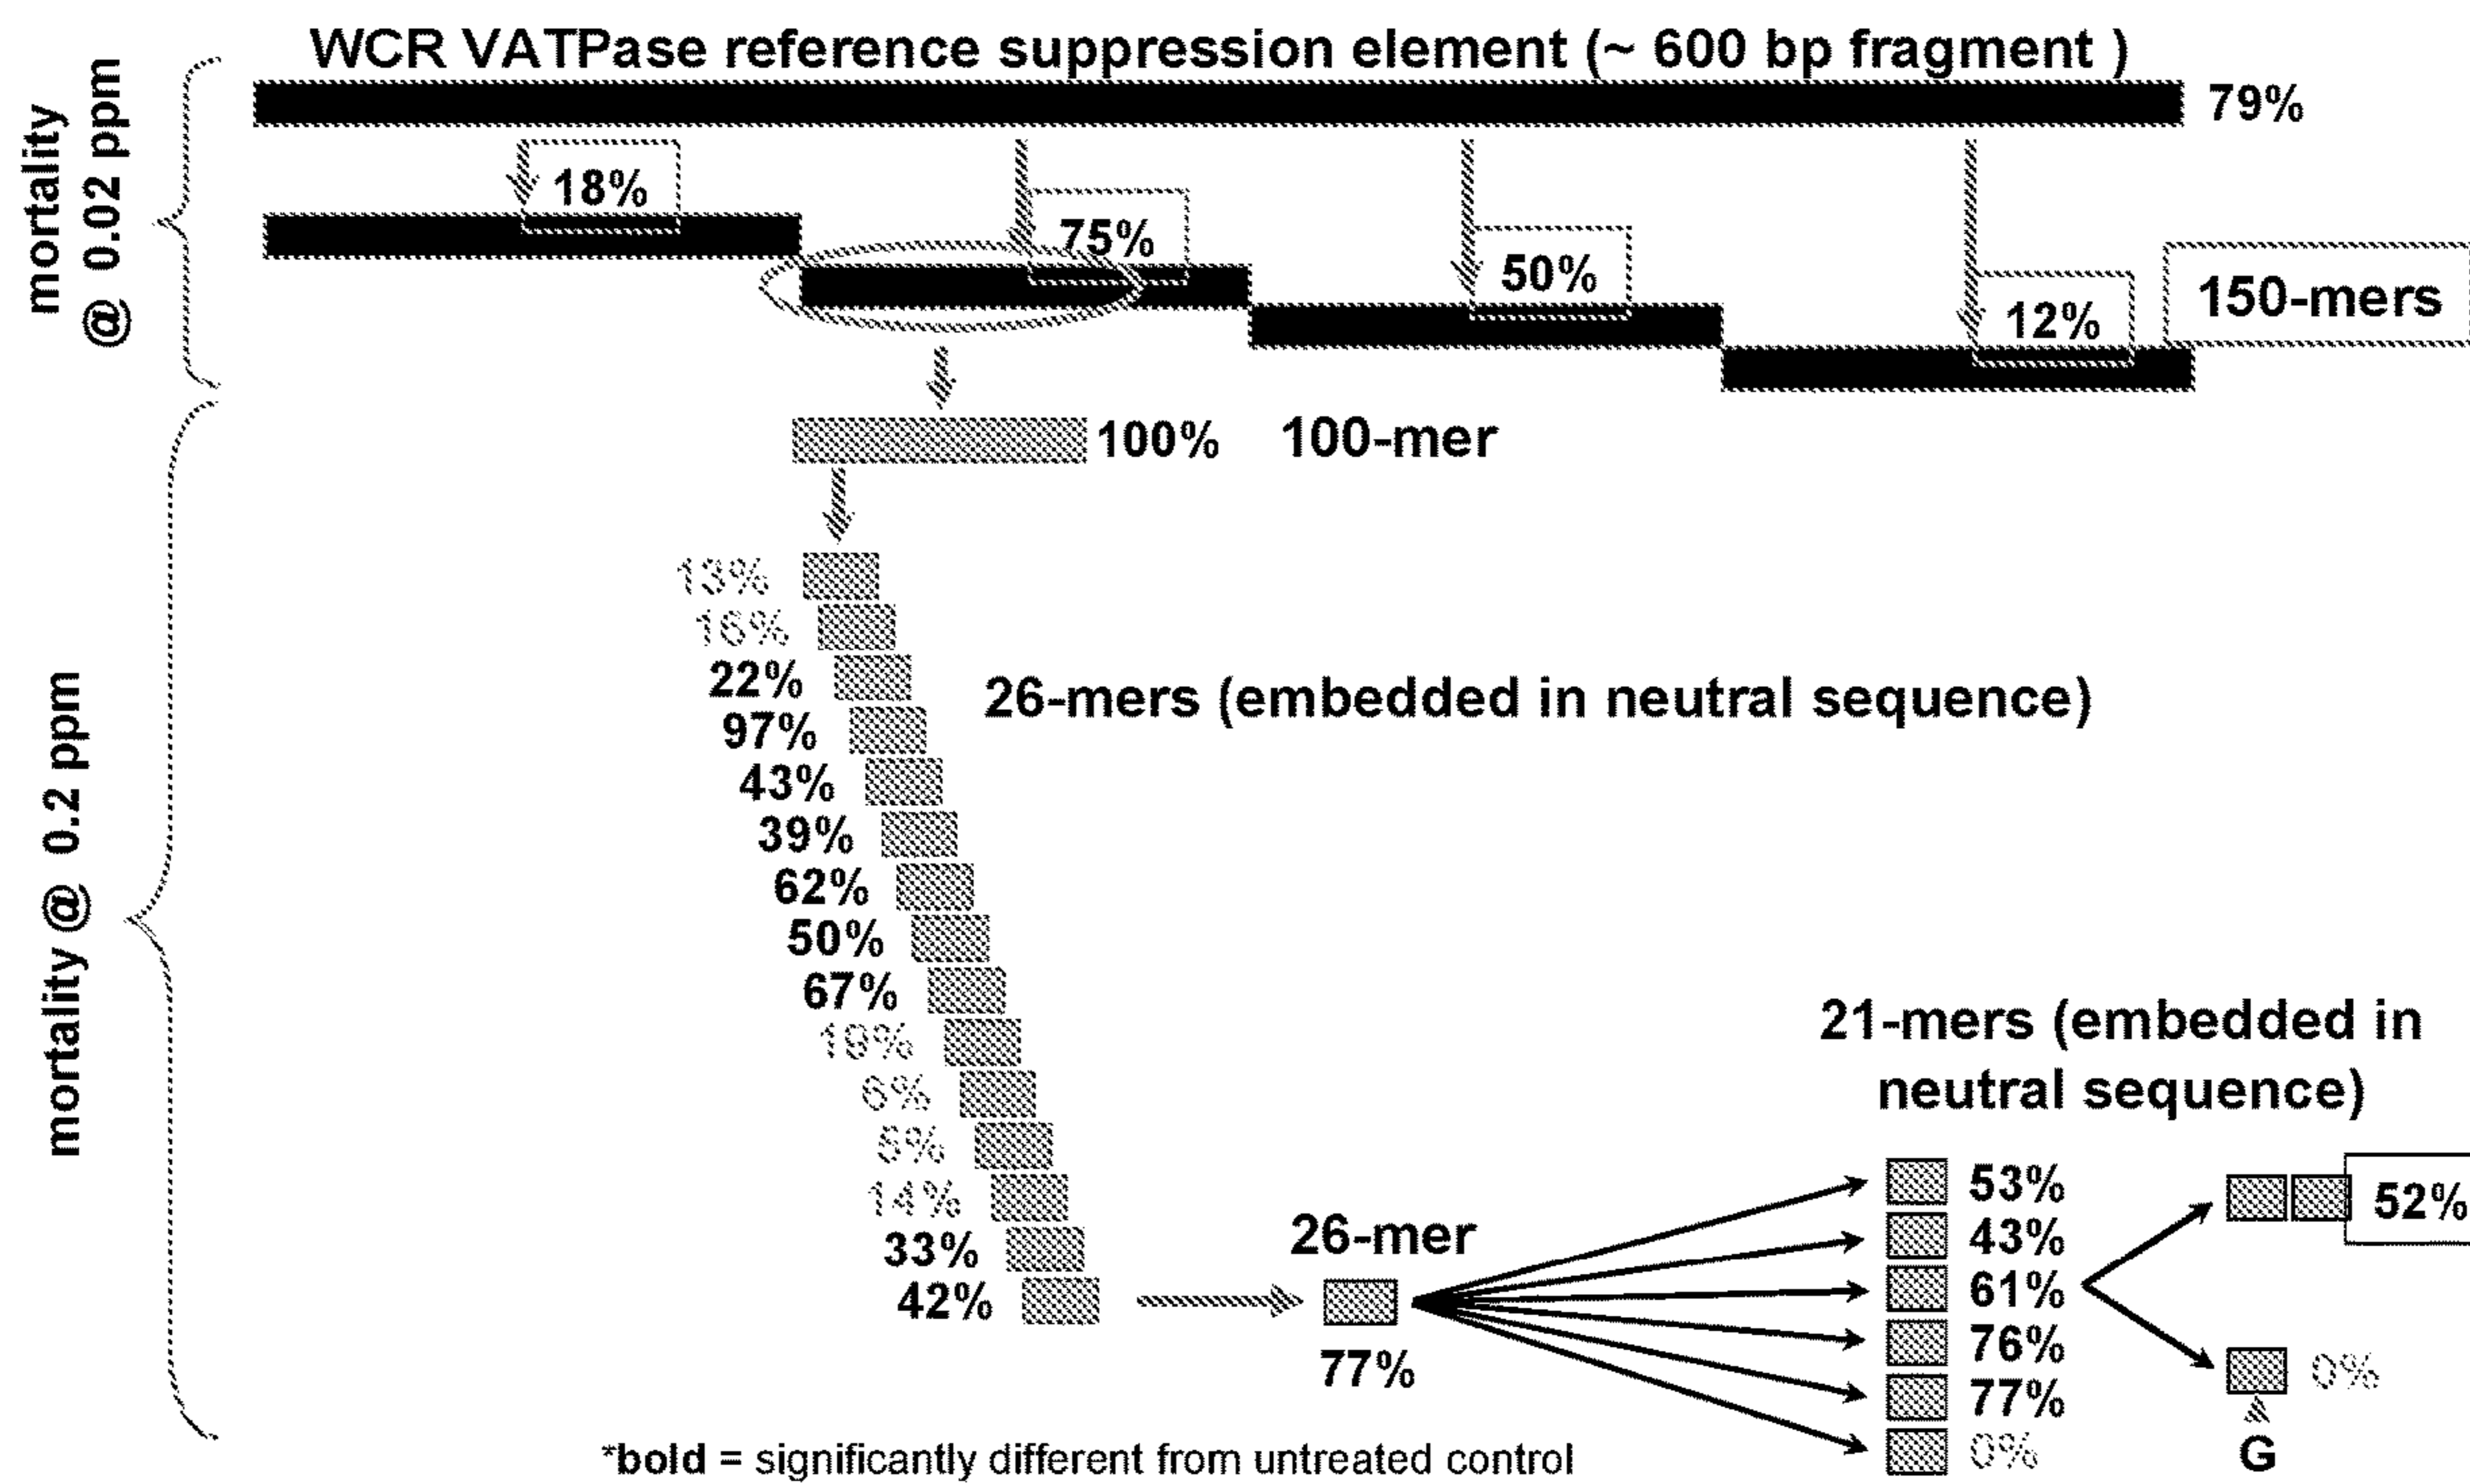 WCR VATPase reference suppression element (~ 600 bp fragment )
mortality
@ 0.02 ppm
79%
18%
75%
50%
12%
150-mers
100%
100-mer
mortality @ 0.2 ppm
13%
16%
22%
97%
43%
39%
62%
50%
67%
19%
6%
14%
33%
42%
26-mers (embedded in neutral sequence)
26-mer
77%
21-mers (embedded in
neutral sequence)
53%
43%
61%
76%
77%
0%
52%
0%
G
*bold = significantly different from untreated control